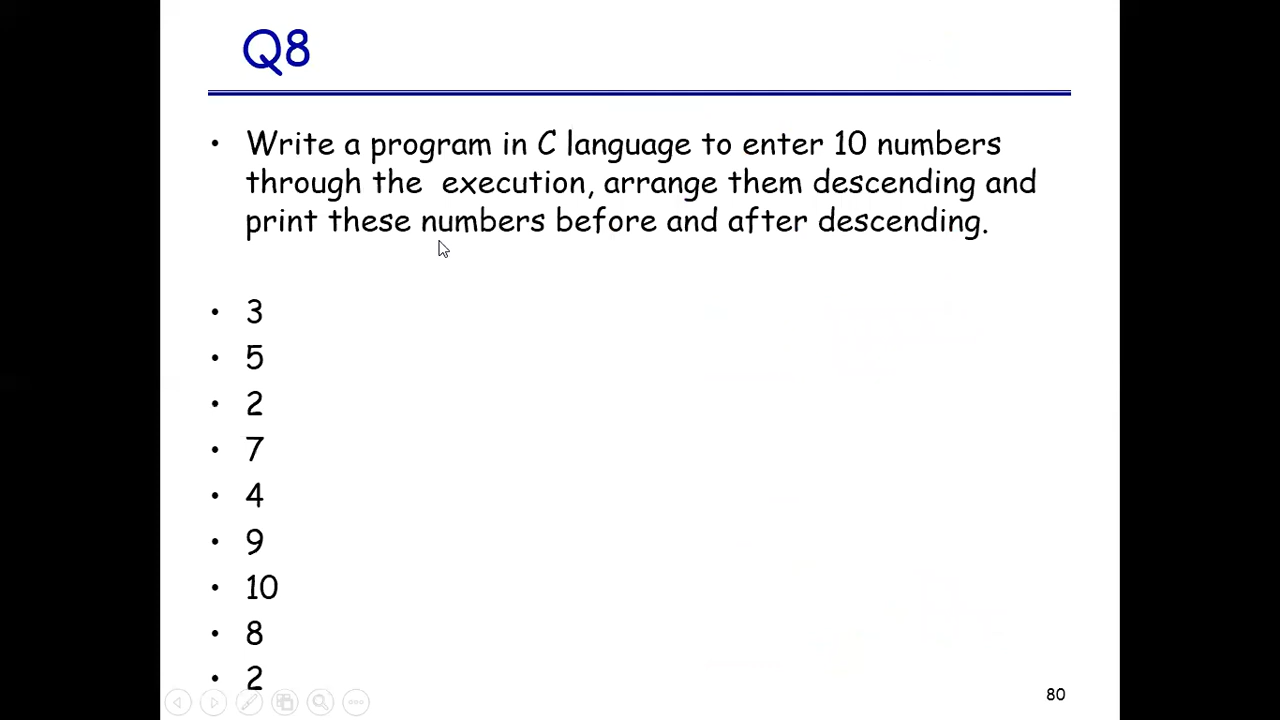 Q8
• Write a program in C language to enter 10 numbers
through the execution, arrange them descending and
print these numbers before and after descending.
• 3
• 5
• 2
• 7
• 4
• 9
• 10
• 8
• 2
80